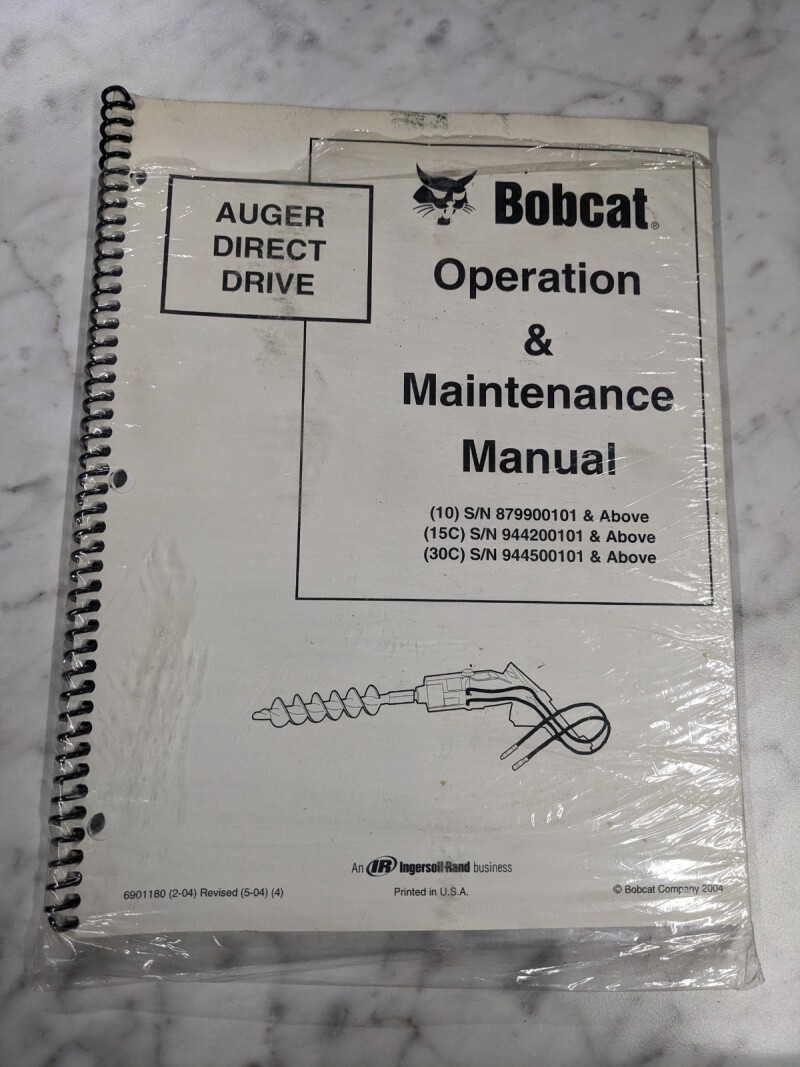 AUGER
DIRECT
DRIVE
Bobcat®
Operation
&
Maintenance
Manual
(10) S/N 879900101 & Above
(15C) S/N 944200101 & Above
(30C) S/N 944500101 & Above
An IR Ingersoll-Rand business
6901180 (2-04) Revised (5-04) (4)
Printed in U.S.A.
© Bobcat Company 2004